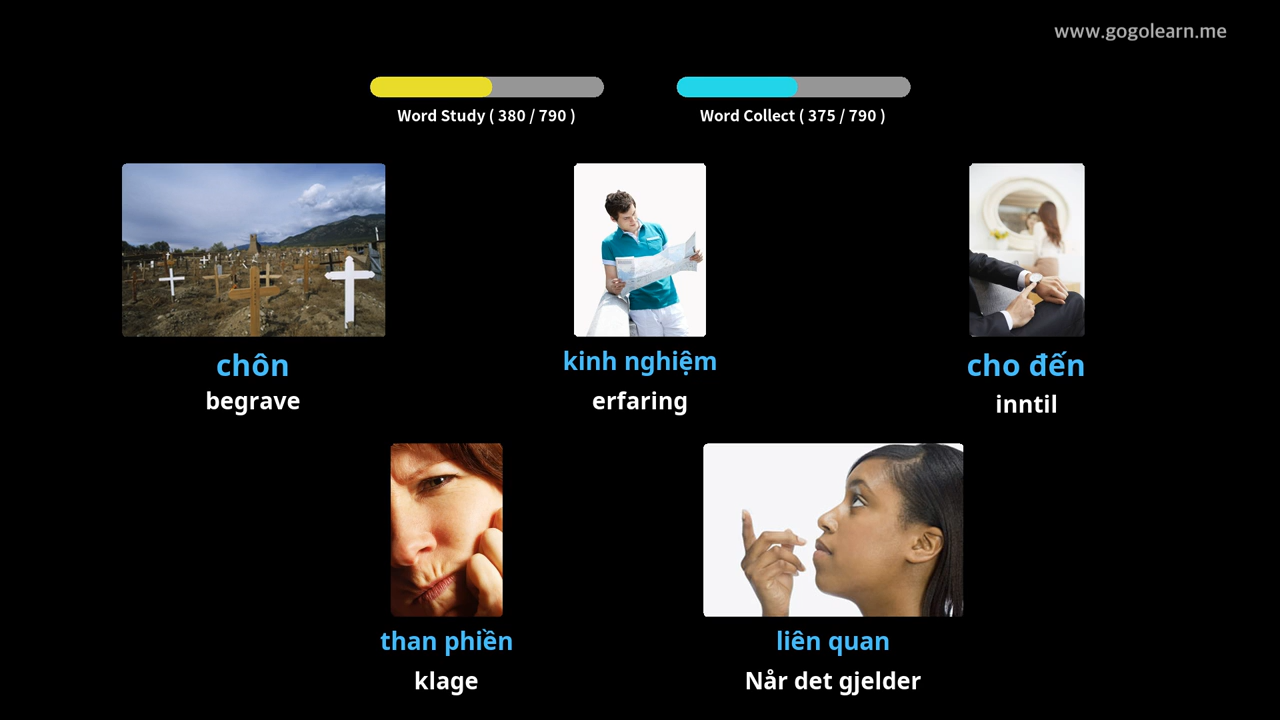 www.gogolearn.me
Word Study ( 380 / 790 )
Word Collect ( 375 / 790 )
chôn
begrave
kinh nghiệm
erfaring
cho đến
inntil
than phiền
klage
liên quan
Når det gjelder